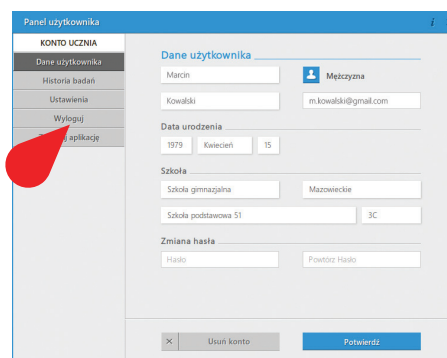 Panel użytkownika i
KONTO UCZNIA
Dane użytkownika
Historia badań
Ustawienia
Wyloguj
aplikację
Dane użytkownika
Marcin
Mężczyzna
Kowalski
m.kowalski@gmail.com
Data urodzenia
1979 Kwiecień 15
Szkoła
Szkoła gimnazjalna
Mazowieckie
Szkoła podstawowa 51
3C
Zmiana hasła
Hasło
Powtórz Hasło
× Usuń konto
Potwierdź